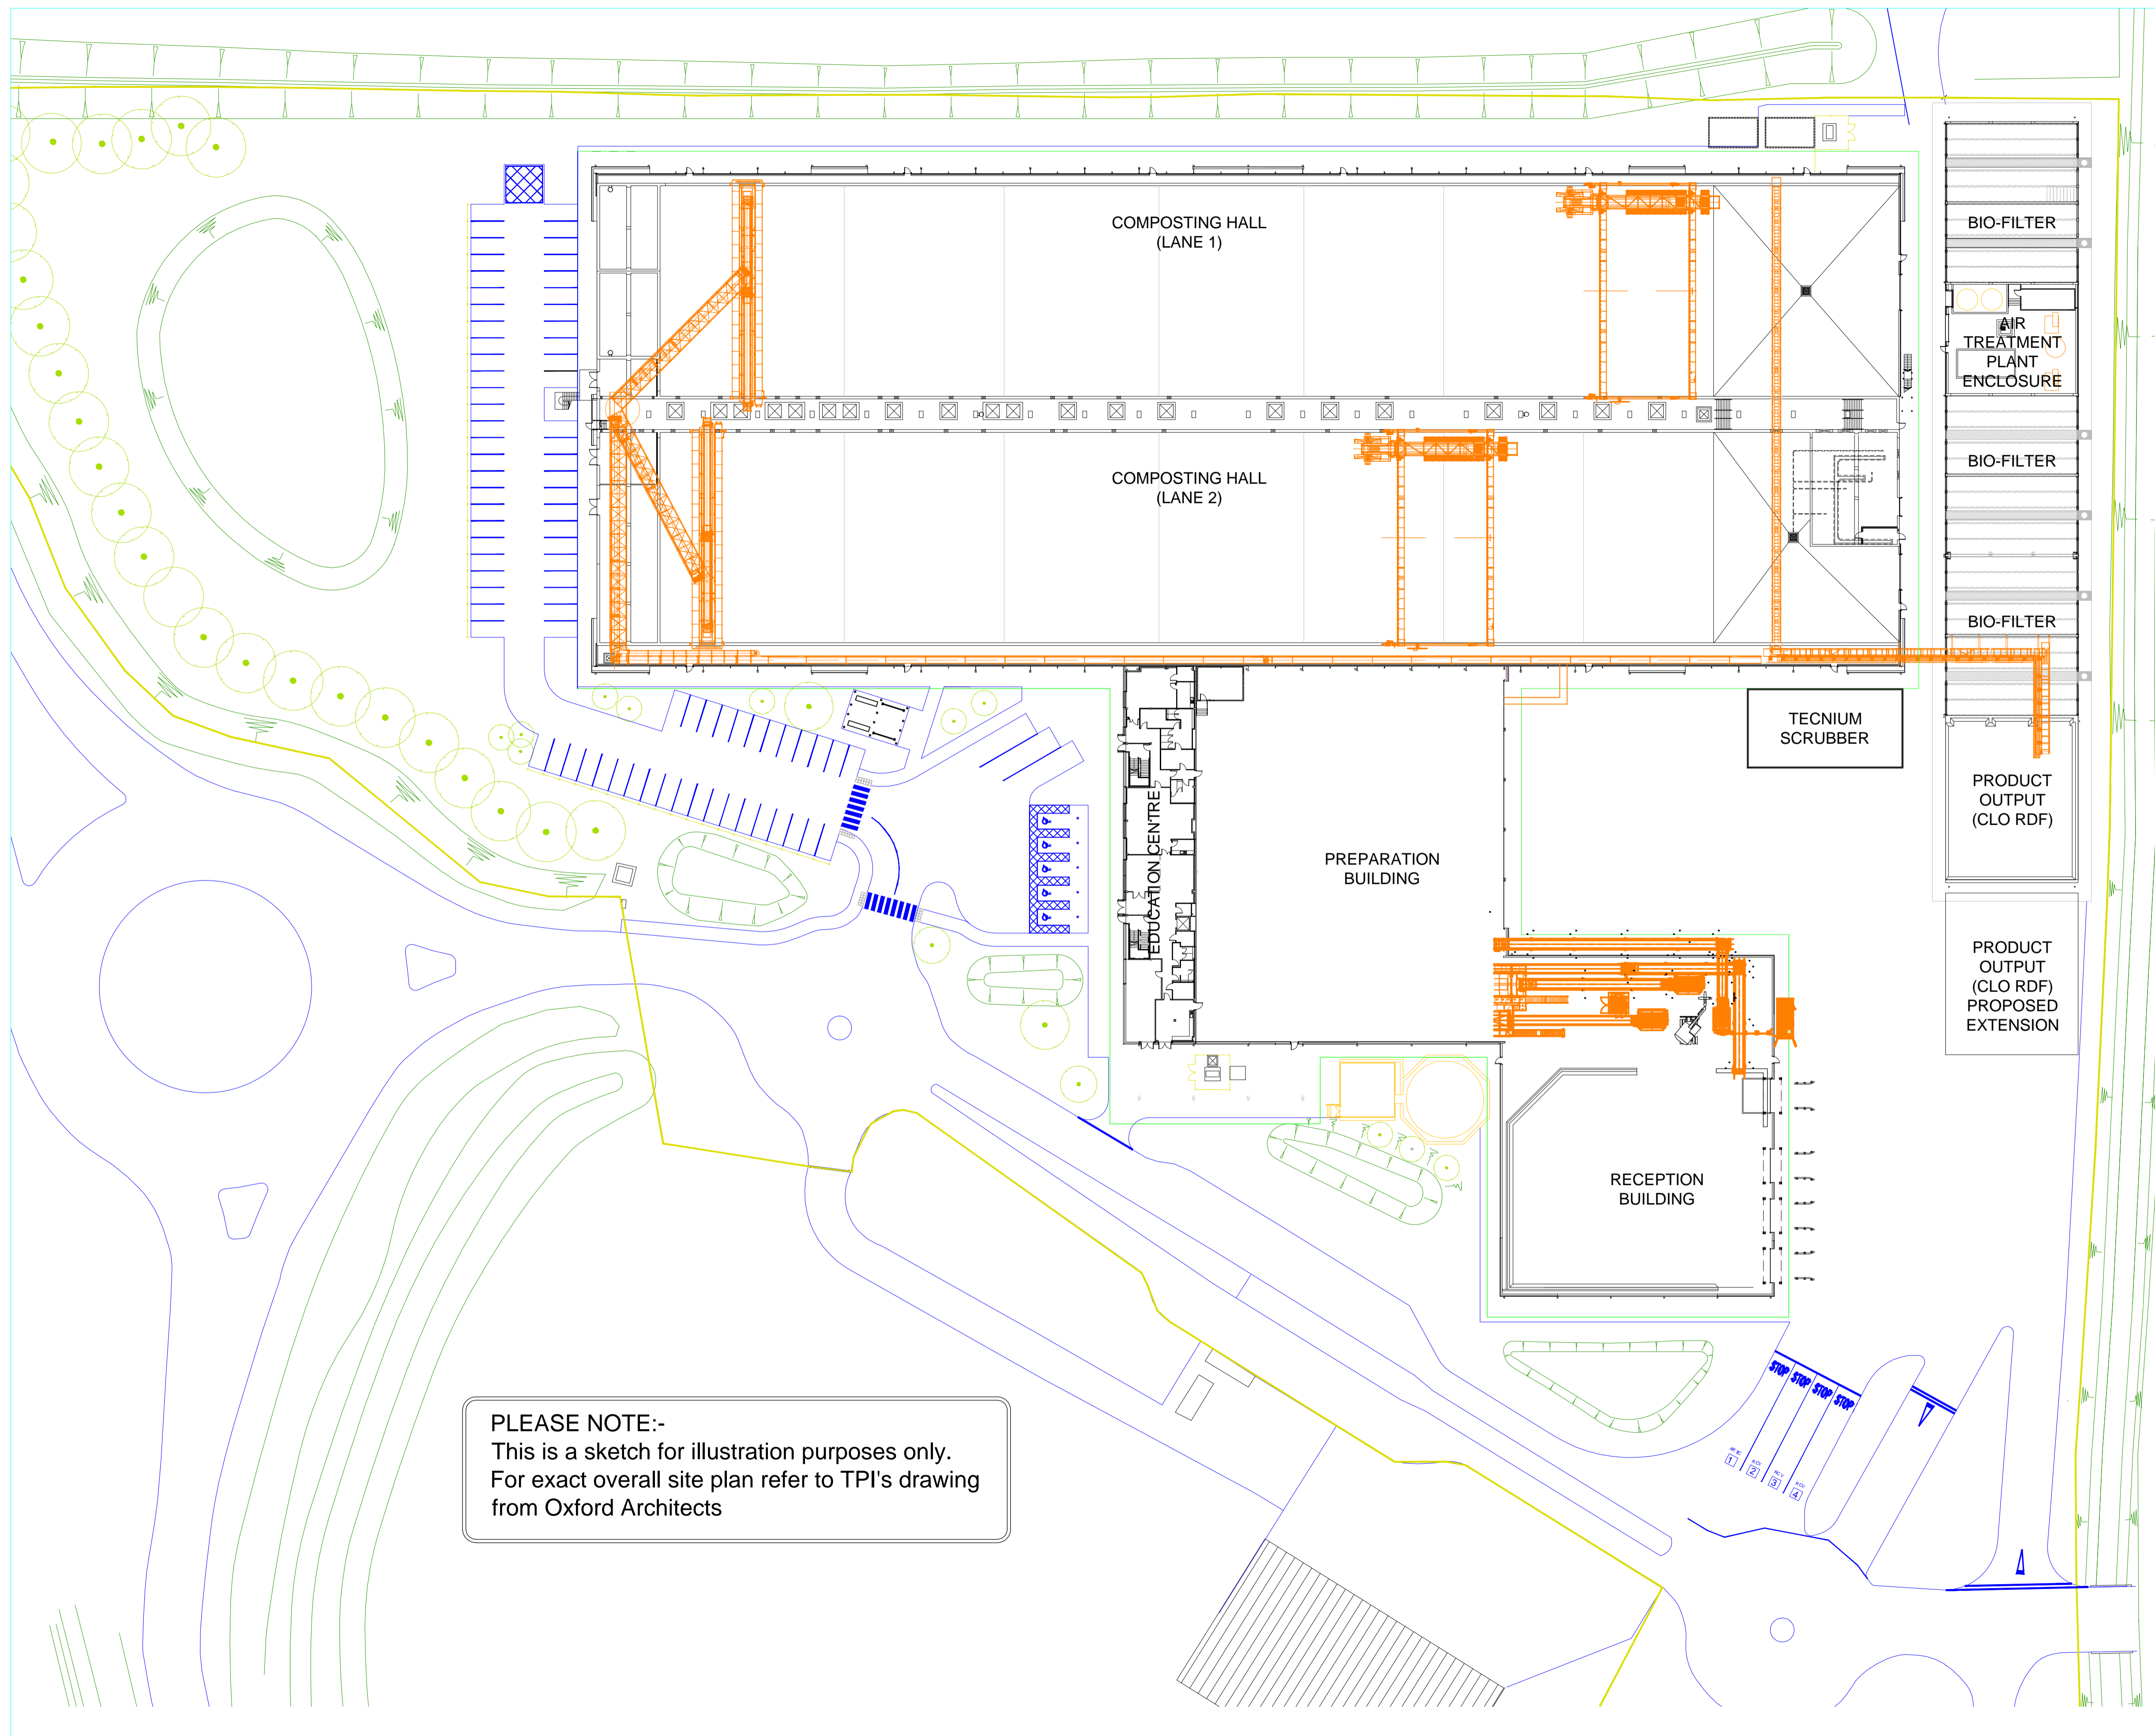 COMPOSTING HALL
(LANE 1)
BIO-FILTER
AIR
TREATMENT
PLANT
ENCLOSURE
COMPOSTING HALL
(LANE 2)
BIO-FILTER
BIO-FILTER
TECNIUM
SCRUBBER
PRODUCT
OUTPUT
(CLO RDF)
EDUCATION CENTRE
PREPARATION
BUILDING
PRODUCT
OUTPUT
(CLO RDF)
PROPOSED
EXTENSION
RECEPTION
BUILDING
STOP
STOP
STOP
STOP
1
RCV
2
RCV
3
RCV
4
PLEASE NOTE:-
This is a sketch for illustration purposes only.
For exact overall site plan refer to TPI's drawing
from Oxford Architects